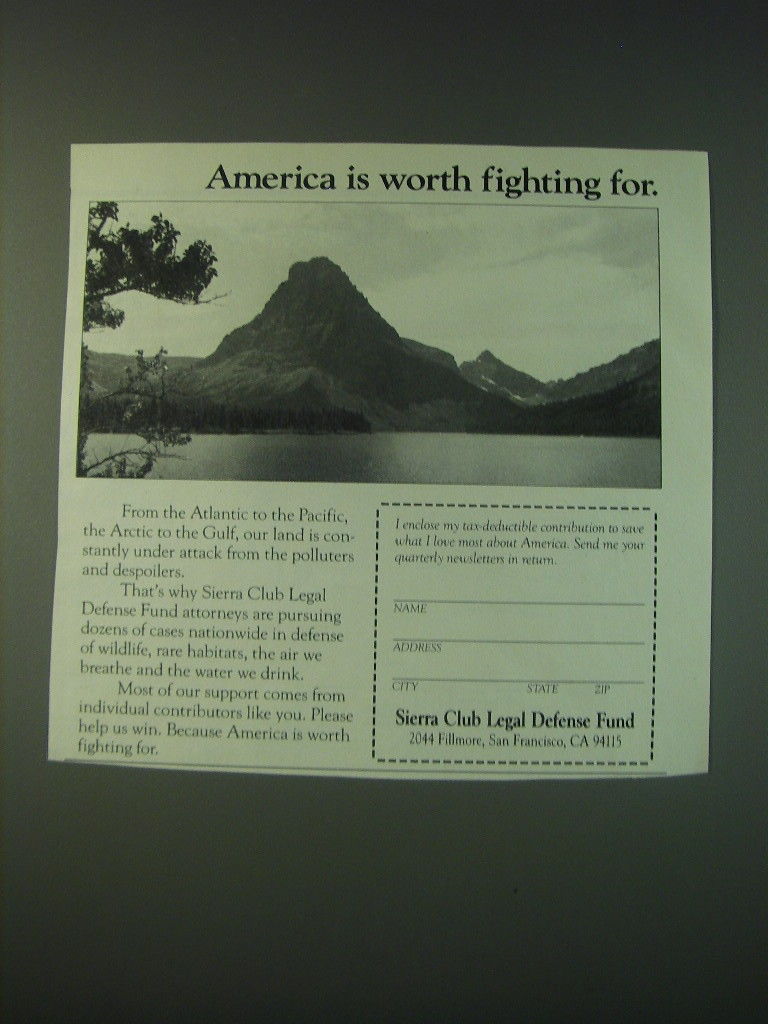 America is worth fighting for.
From the Atlantic to the Pacific,
the Arctic to the Gulf, our land is con-
stantly under attack from the polluters
and despoilers.
That's why Sierra Club Legal
Defense Fund attorneys are pursuing
dozens of cases nationwide in defense
of wildlife, rare habitats, the air we
breathe and the water we drink.
Most of our support comes from
individual contributors like you. Please
help us win. Because America is worth
fighting for.
I enclose my tax-deductible contribution to save
what I love most about America. Send me your
quarterly newsletters in return.
NAME
ADDRESS
CITY STATE ZIP
Sierra Club Legal Defense Fund
2044 Fillmore, San Francisco, CA 94115